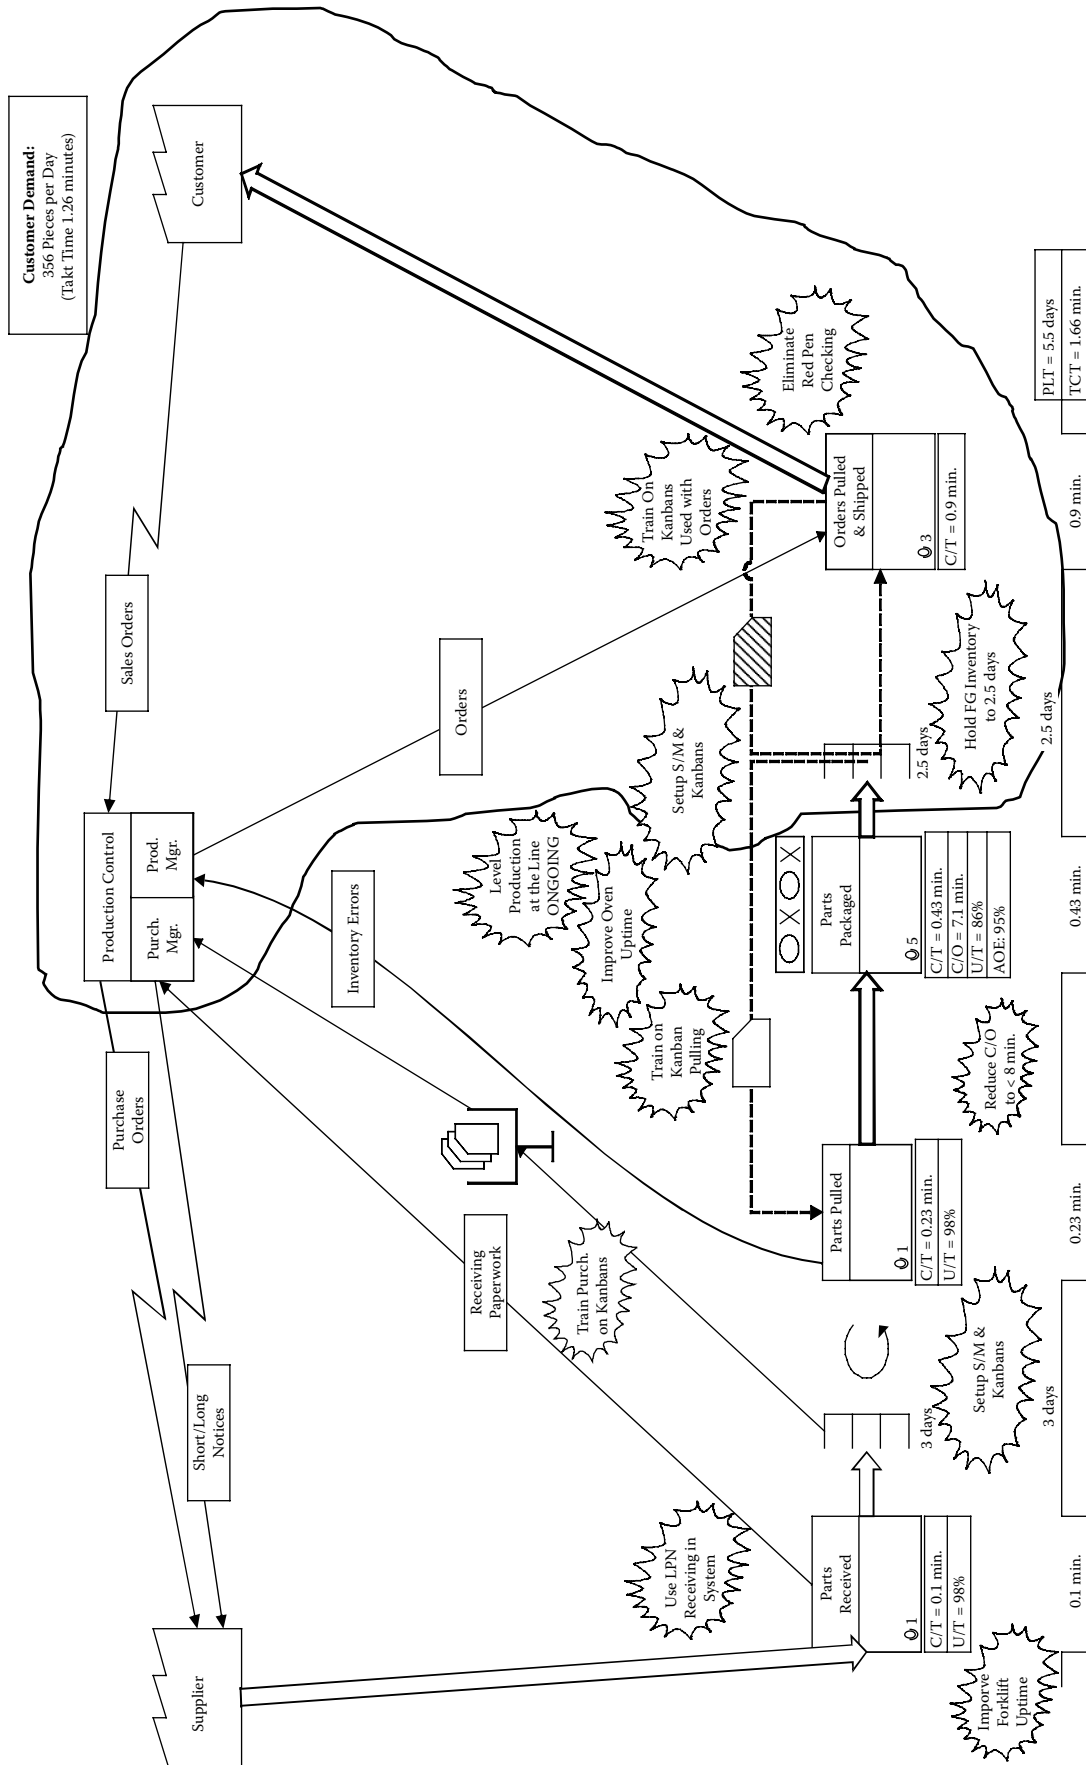 Customer Demand:
356 Pieces per Day
(Takt Time 1.26 minutes)
Supplier
Customer
Purchase
Orders
Short/Long
Notices
Production Control
Purch.
Mgr.
Prod.
Mgr.
Sales Orders
Inventory Errors
Orders
Receiving
Paperwork
Train Purch.
on Kanbans
Use LPN
Receiving in
System
Level
Production
at the Line
ONGOING
Improve Oven
Uptime
Train on
Kanban
Pulling
Setup S/M &
Kanbans
Train On
Kanbans
Used with
Orders
Eliminate
Red Pen
Checking
Parts
Received
1
C/T = 0.1 min.
U/T = 98%
Imporve
Forklift
Uptime
3 days
Setup S/M &
Kanbans
Parts Pulled
1
C/T = 0.23 min.
U/T = 98%
Reduce C/O
to < 8 min.
OXOX
Parts
Packaged
5
C/T = 0.43 min.
C/O = 7.1 min.
U/T = 86%
AOE: 95%
2.5 days
Hold FG Inventory
to 2.5 days
Orders Pulled
& Shipped
3
C/T = 0.9 min.
0.1 min.
3 days
0.23 min.
0.43 min.
2.5 days
0.9 min.
PLT = 5.5 days
TCT = 1.66 min.